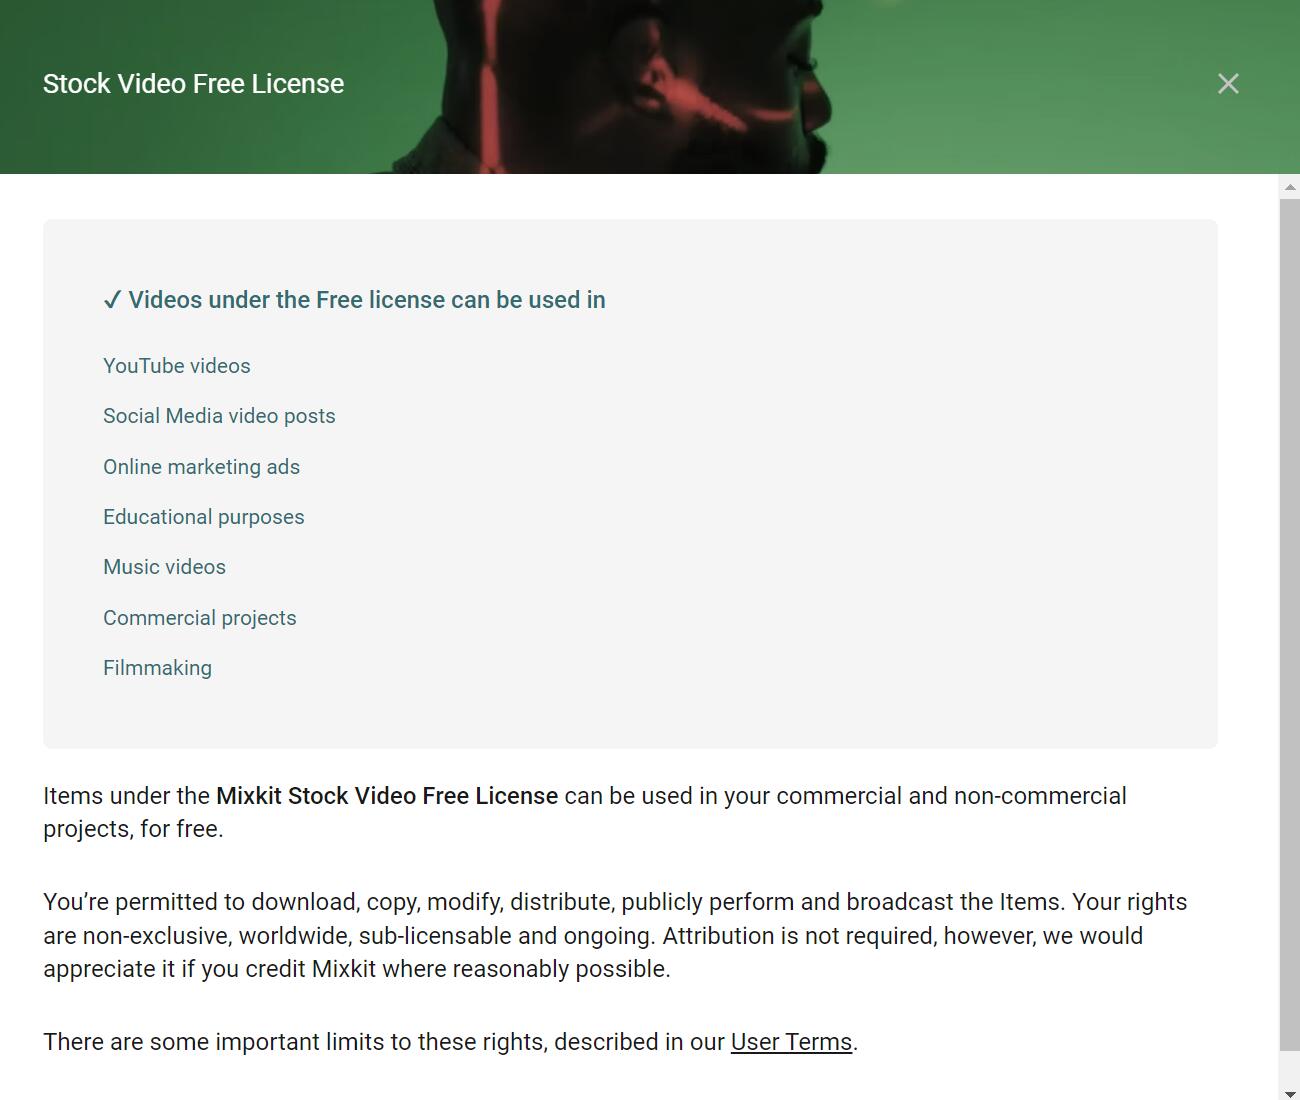 Stock Video Free License
✓ Videos under the Free license can be used in
YouTube videos
Social Media video posts
Online marketing ads
Educational purposes
Music videos
Commercial projects
Filmmaking
Items under the Mixkit Stock Video Free License can be used in your commercial and non-commercial
projects, for free.
You’re permitted to download, copy, modify, distribute, publicly perform and broadcast the Items. Your rights
are non-exclusive, worldwide, sub-licensable and ongoing. Attribution is not required, however, we would
appreciate it if you credit Mixkit where reasonably possible.
There are some important limits to these rights, described in our User Terms.